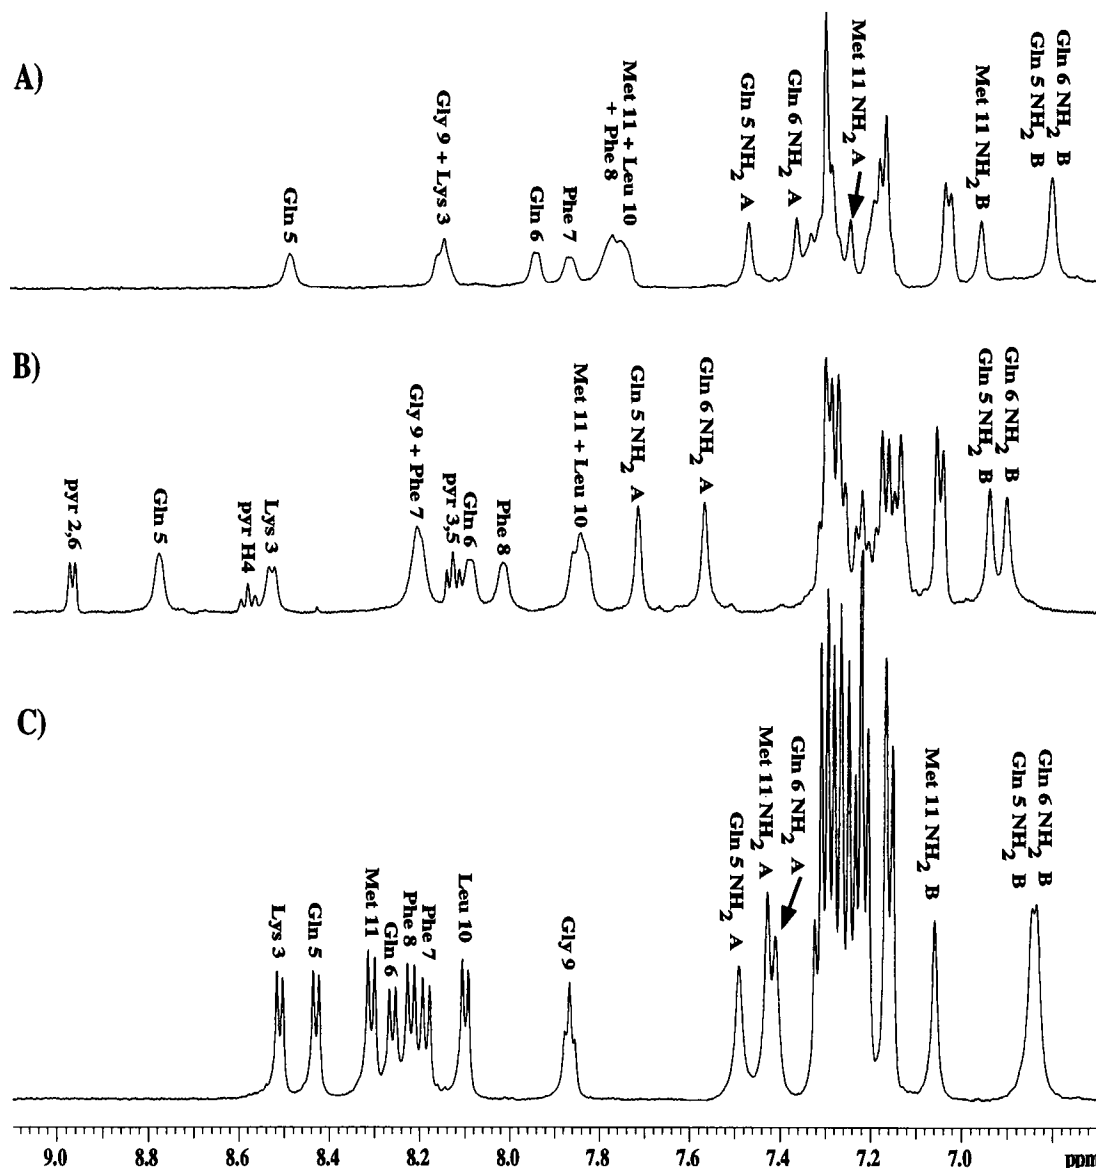 A)
Gln 5
Gly 9 + Lys 3
Gln 6
Phe 7
Met 11 + Leu 10
+ Phe 8
Gln 5 NH2 A
Gln 6 NH2 A
Met 11 NH2 A
Met 11 NH2 B
Gln 6 NH2 B
Gln 5 NH2 B
B)
pyr 2,6
Gln 5
pyr H4
Lys 3
Gly 9 + Phe 7
pyr 3,5
Gln 6
Phe 8
Met 11 + Leu 10
Gln 5 NH2 A
Gln 6 NH2 A
Gln 5 NH2 B
Gln 6 NH2 B
C)
Lys 3
Gln 5
Met 11
Gln 6
Phe 8
Phe 7
Leu 10
Gly 9
Gln 5 NH2 A
Met 11 NH2 A
Gln 6 NH2 A
Met 11 NH2 B
Gln 6 NH2 B
Gln 5 NH2 B
9.0 8.8 8.6 8.4 8.2 8.0 7.8 7.6 7.4 7.2 7.0 ppm